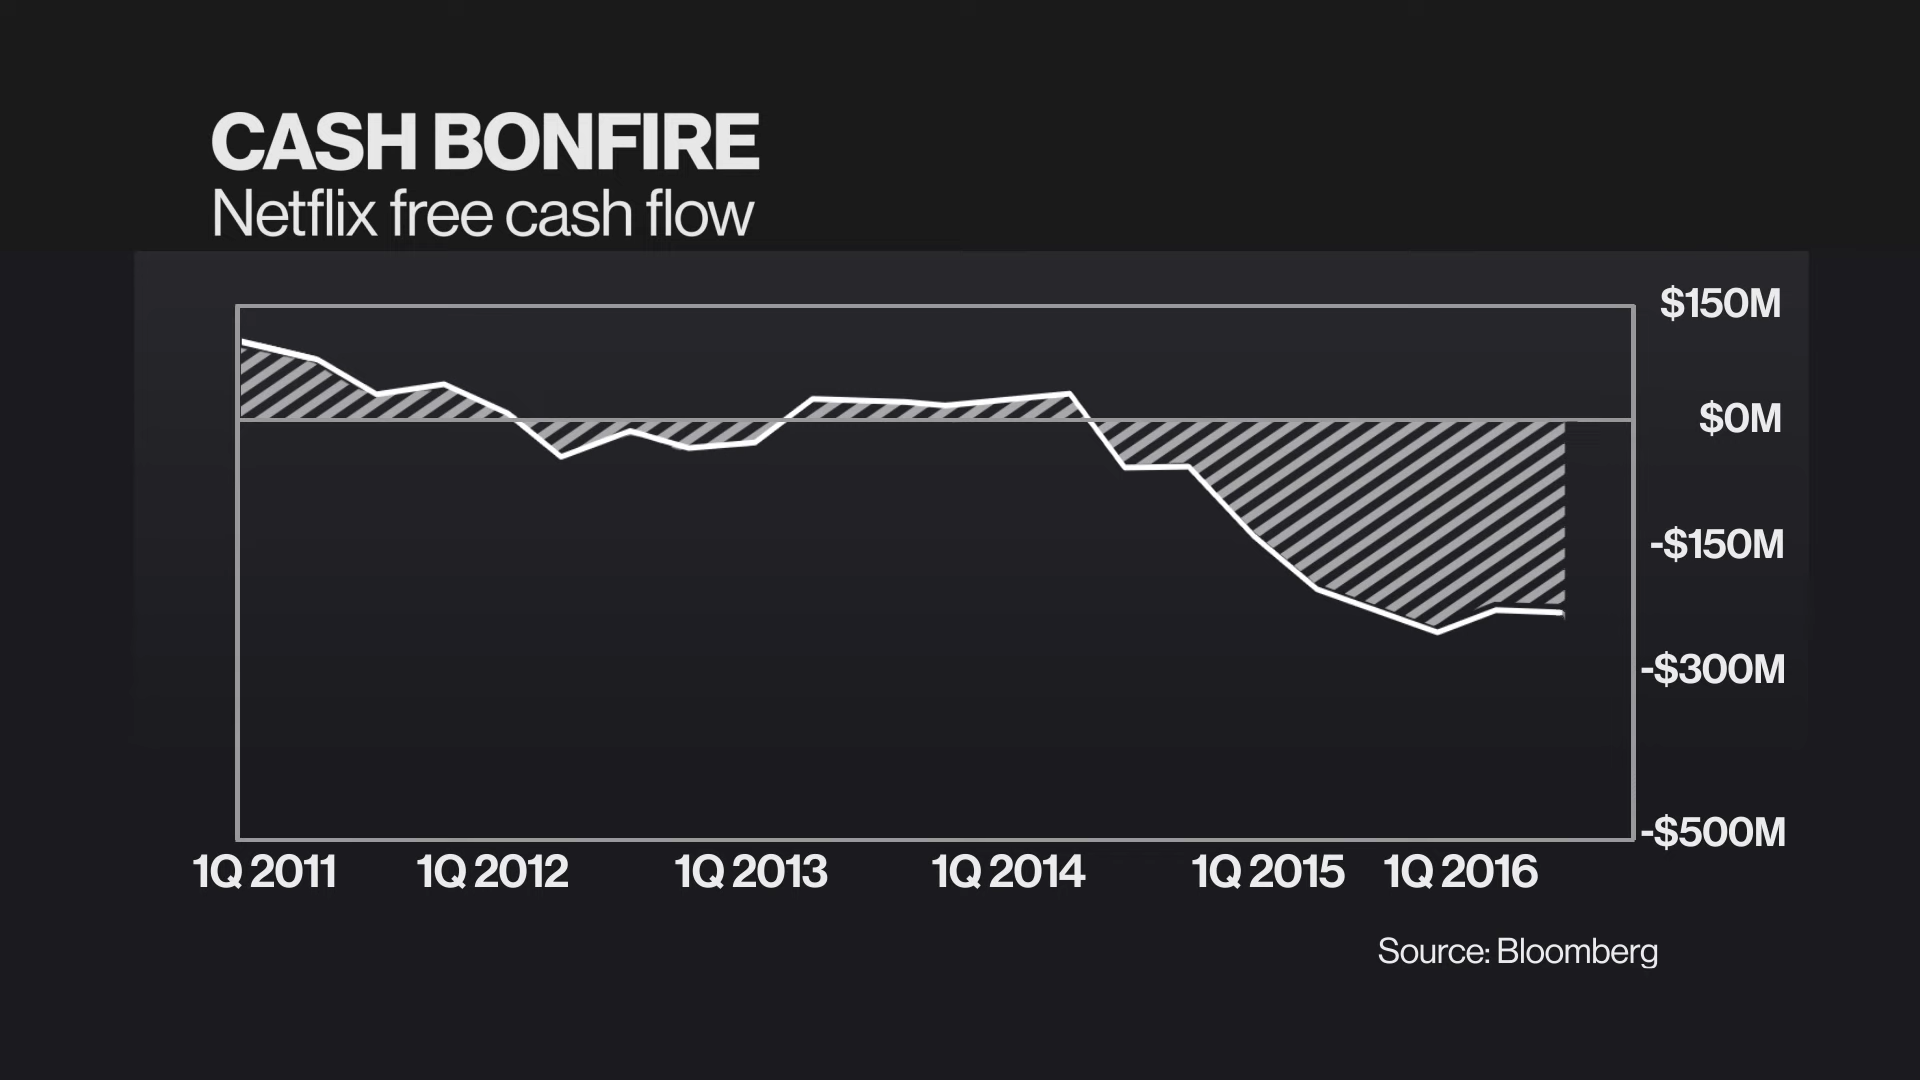 CASH BONFIRE
Netflix free cash flow
$150M
$0M
-$150M
-$300M
-$500M
1Q 2011 1Q 2012 1Q 2013 1Q 2014 1Q 2015 1Q 2016
Source: Bloomberg